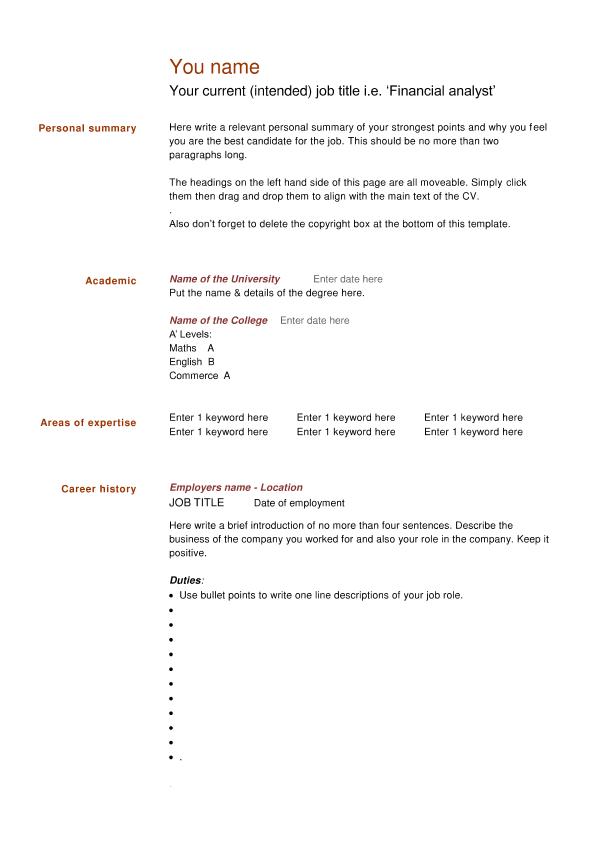 You name
Your current (intended) job title i.e. ‘Financial analyst’
Personal summary
Here write a relevant personal summary of your strongest points and why you feel
you are the best candidate for the job. This should be no more than two
paragraphs long.
The headings on the left hand side of this page are all moveable. Simply click
them then drag and drop them to align with the main text of the CV.
.
Also don’t forget to delete the copyright box at the bottom of this template.
Academic
Name of the University Enter date here
Put the name & details of the degree here.
Name of the College Enter date here
A’ Levels:
Maths A
English B
Commerce A
Areas of expertise
Enter 1 keyword here Enter 1 keyword here Enter 1 keyword here
Enter 1 keyword here Enter 1 keyword here Enter 1 keyword here
Career history
Employers name - Location
JOB TITLE Date of employment
Here write a brief introduction of no more than four sentences. Describe the
business of the company you worked for and also your role in the company. Keep it
positive.
Duties:
• Use bullet points to write one line descriptions of your job role.
•
•
•
•
•
•
•
•
•
•
• .